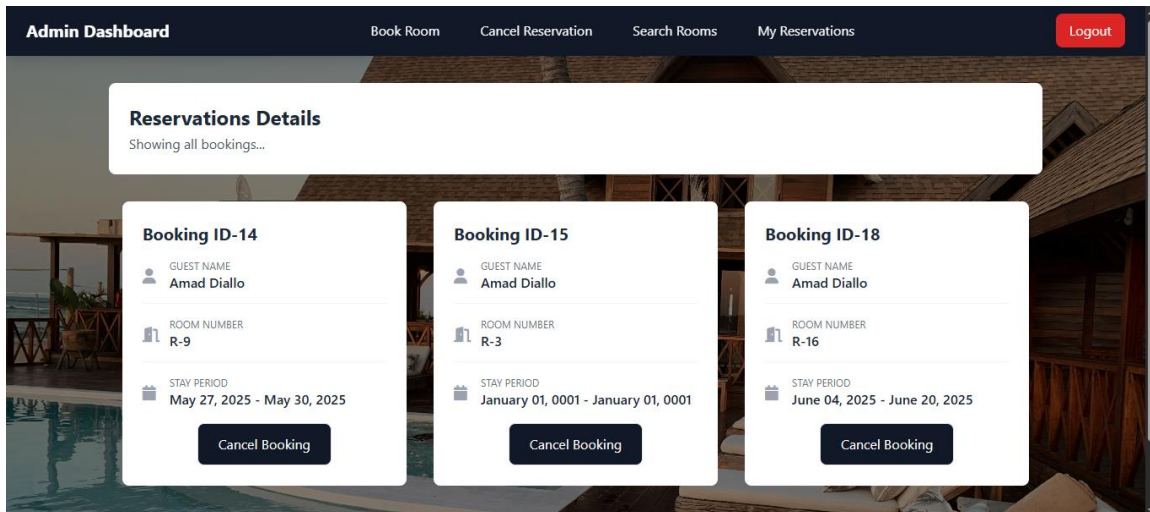 Admin Dashboard
Book Room
Cancel Reservation
Search Rooms
My Reservations
Logout
Reservations Details
Showing all bookings...
Booking ID-14
GUEST NAME
Amad Diallo
ROOM NUMBER
R-9
STAY PERIOD
May 27, 2025 - May 30, 2025
Cancel Booking
Booking ID-15
GUEST NAME
Amad Diallo
ROOM NUMBER
R-3
STAY PERIOD
January 01, 0001 - January 01, 0001
Cancel Booking
Booking ID-18
GUEST NAME
Amad Diallo
ROOM NUMBER
R-16
STAY PERIOD
June 04, 2025 - June 20, 2025
Cancel Booking